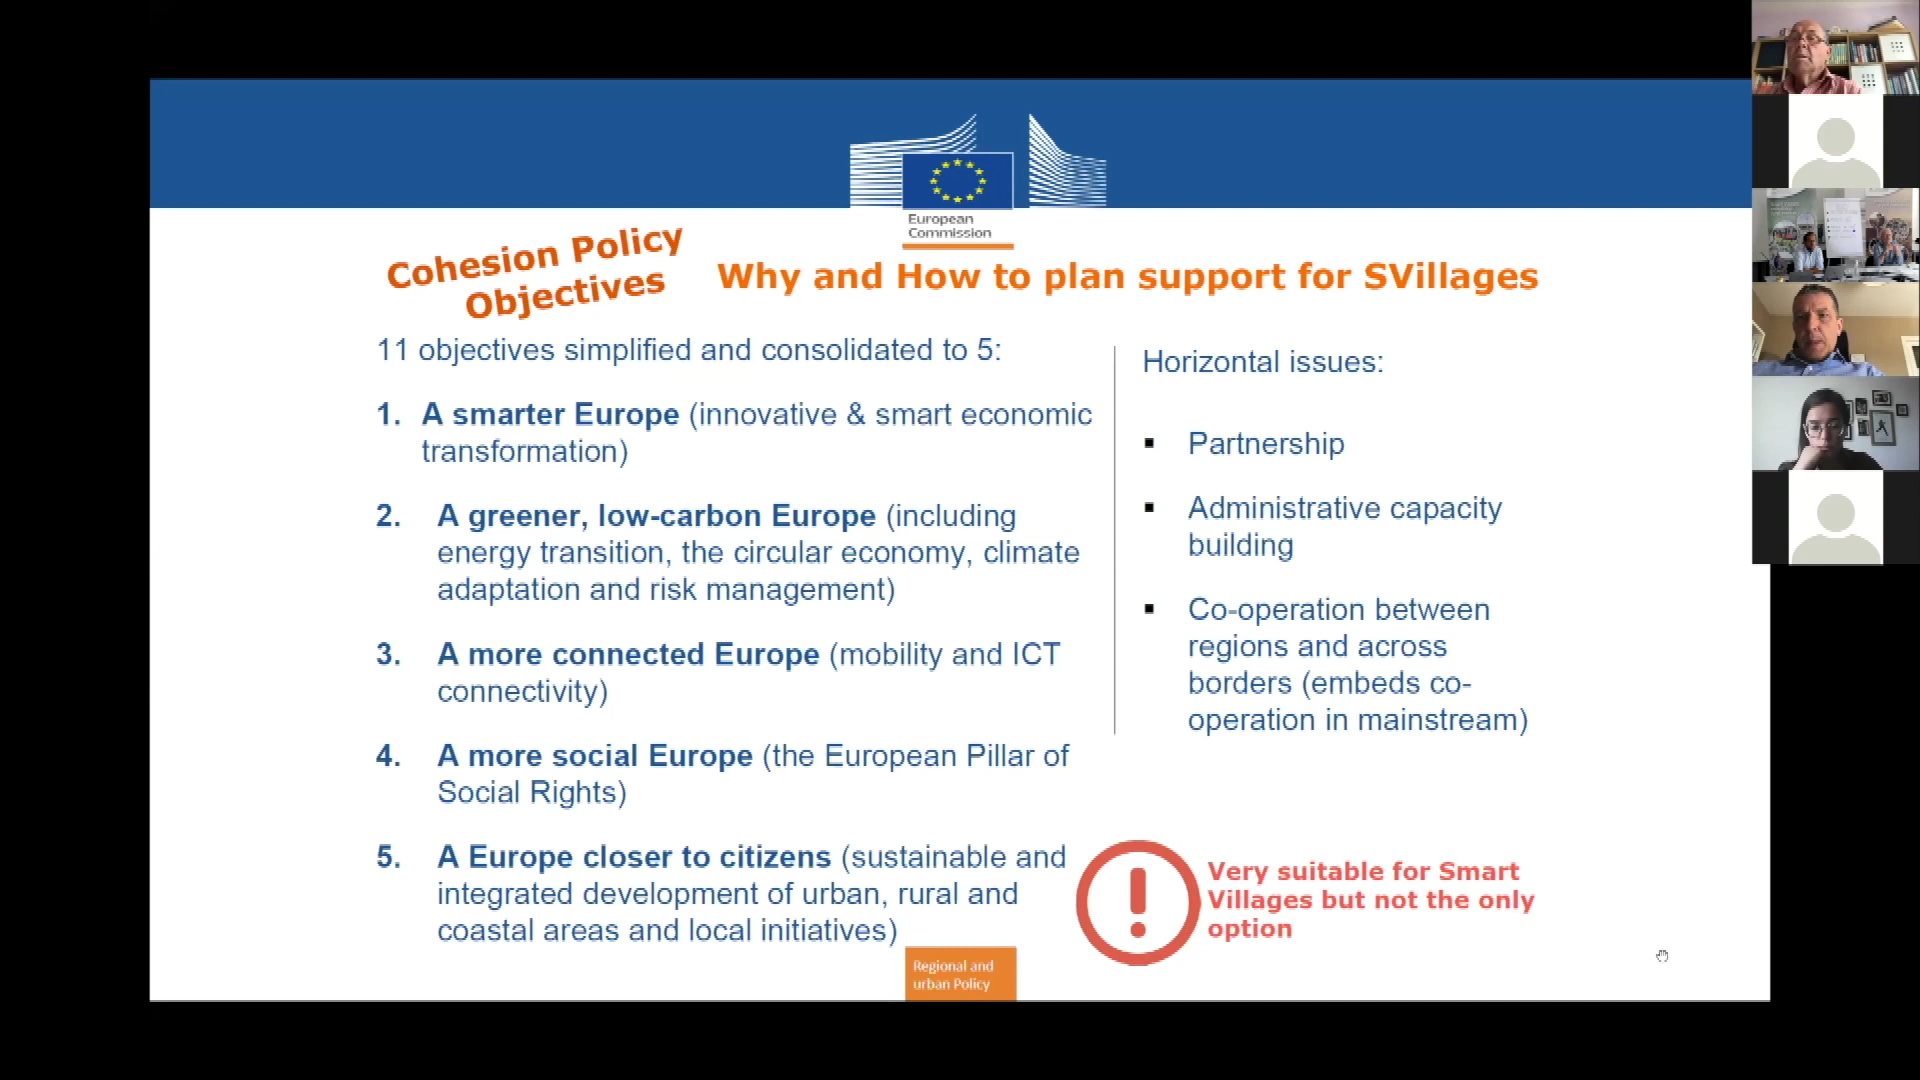 European
Commission
Cohesion Policy
Objectives
Why and How to plan support for SVillages
11 objectives simplified and consolidated to 5:
1. A smarter Europe (innovative & smart economic
transformation)
2. A greener, low-carbon Europe (including
energy transition, the circular economy, climate
adaptation and risk management)
3. A more connected Europe (mobility and ICT
connectivity)
4. A more social Europe (the European Pillar of
Social Rights)
5. A Europe closer to citizens (sustainable and
integrated development of urban, rural and
coastal areas and local initiatives)
Horizontal issues:
▪ Partnership
▪ Administrative capacity
building
▪ Co-operation between
regions and across
borders (embeds co-
operation in mainstream)
Very suitable for Smart
Villages but not the only
option
Regional and
urban Policy